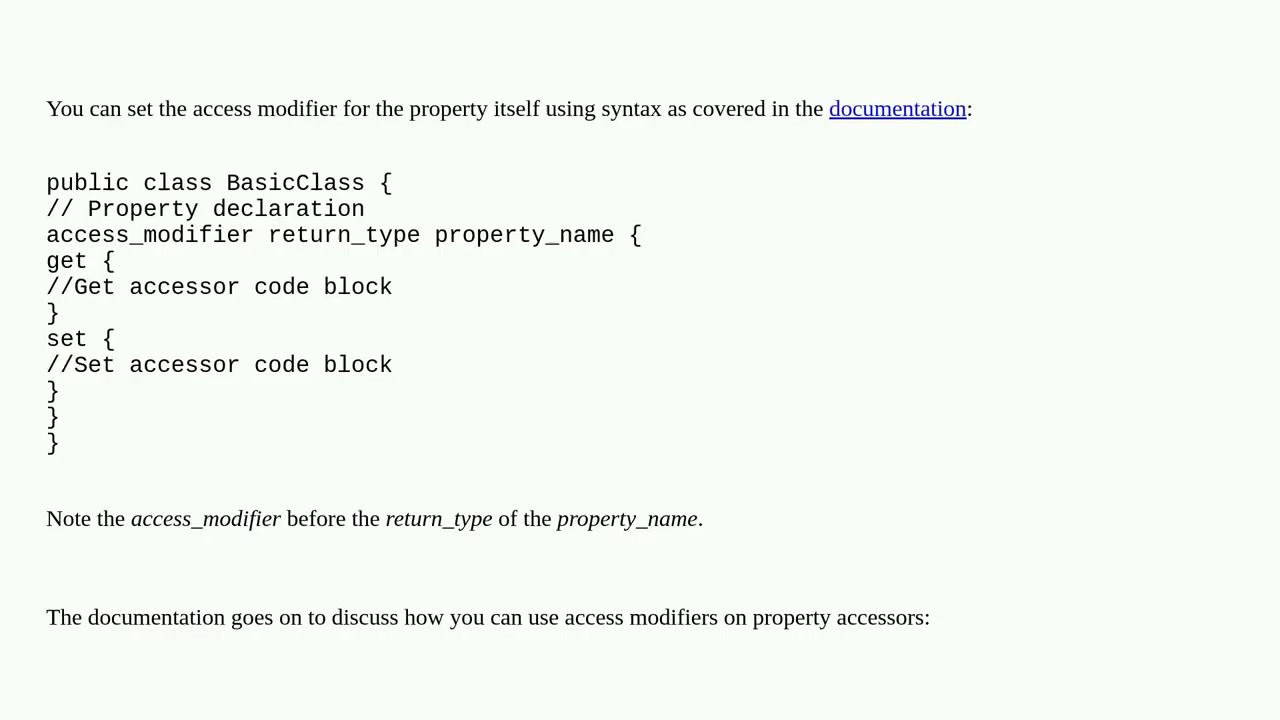 You can set the access modifier for the property itself using syntax as covered in the documentation:
public class BasicClass {
// Property declaration
access_modifier return_type property_name {
get {
//Get accessor code block
}
set {
//Set accessor code block
}
}
}
Note the access_modifier before the return_type of the property_name.
The documentation goes on to discuss how you can use access modifiers on property accessors: